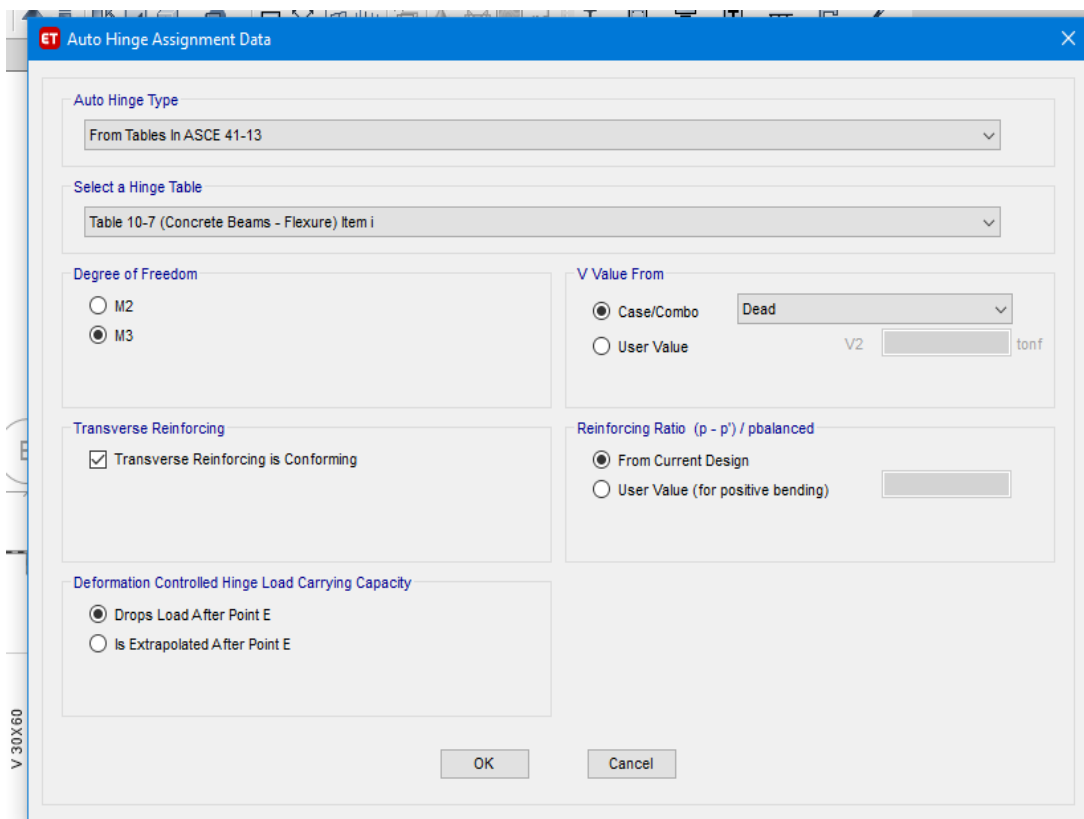 ET Auto Hinge Assignment Data
Auto Hinge Type
From Tables In ASCE 41-13
Select a Hinge Table
Table 10-7 (Concrete Beams - Flexure) Item i
Degree of Freedom
M2
M3
V Value From
Case/Combo Dead
User Value V2 tonf
Transverse Reinforcing
Transverse Reinforcing is Conforming
Reinforcing Ratio (p - p') / pbalanced
From Current Design
User Value (for positive bending)
Deformation Controlled Hinge Load Carrying Capacity
Drops Load After Point E
Is Extrapolated After Point E
OK Cancel
V 30X60